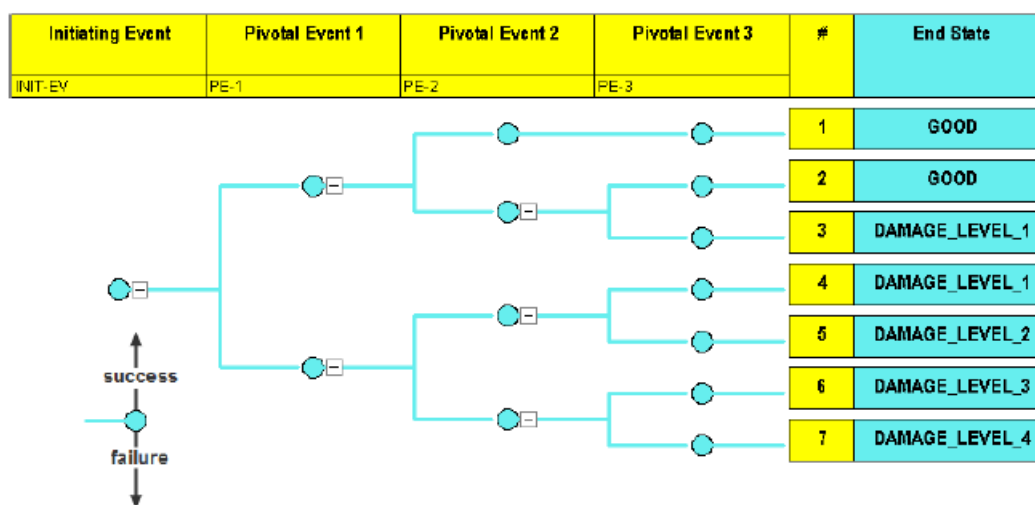 Initiating Event Pivotal Event 1 Pivotal Event 2 Pivotal Event 3 # End State
INIT-EV PE-1 PE-2 PE-3
1 GOOD
2 GOOD
3 DAMAGE_LEVEL_1
4 DAMAGE_LEVEL_1
5 DAMAGE_LEVEL_2
6 DAMAGE_LEVEL_3
7 DAMAGE_LEVEL_4
success
failure